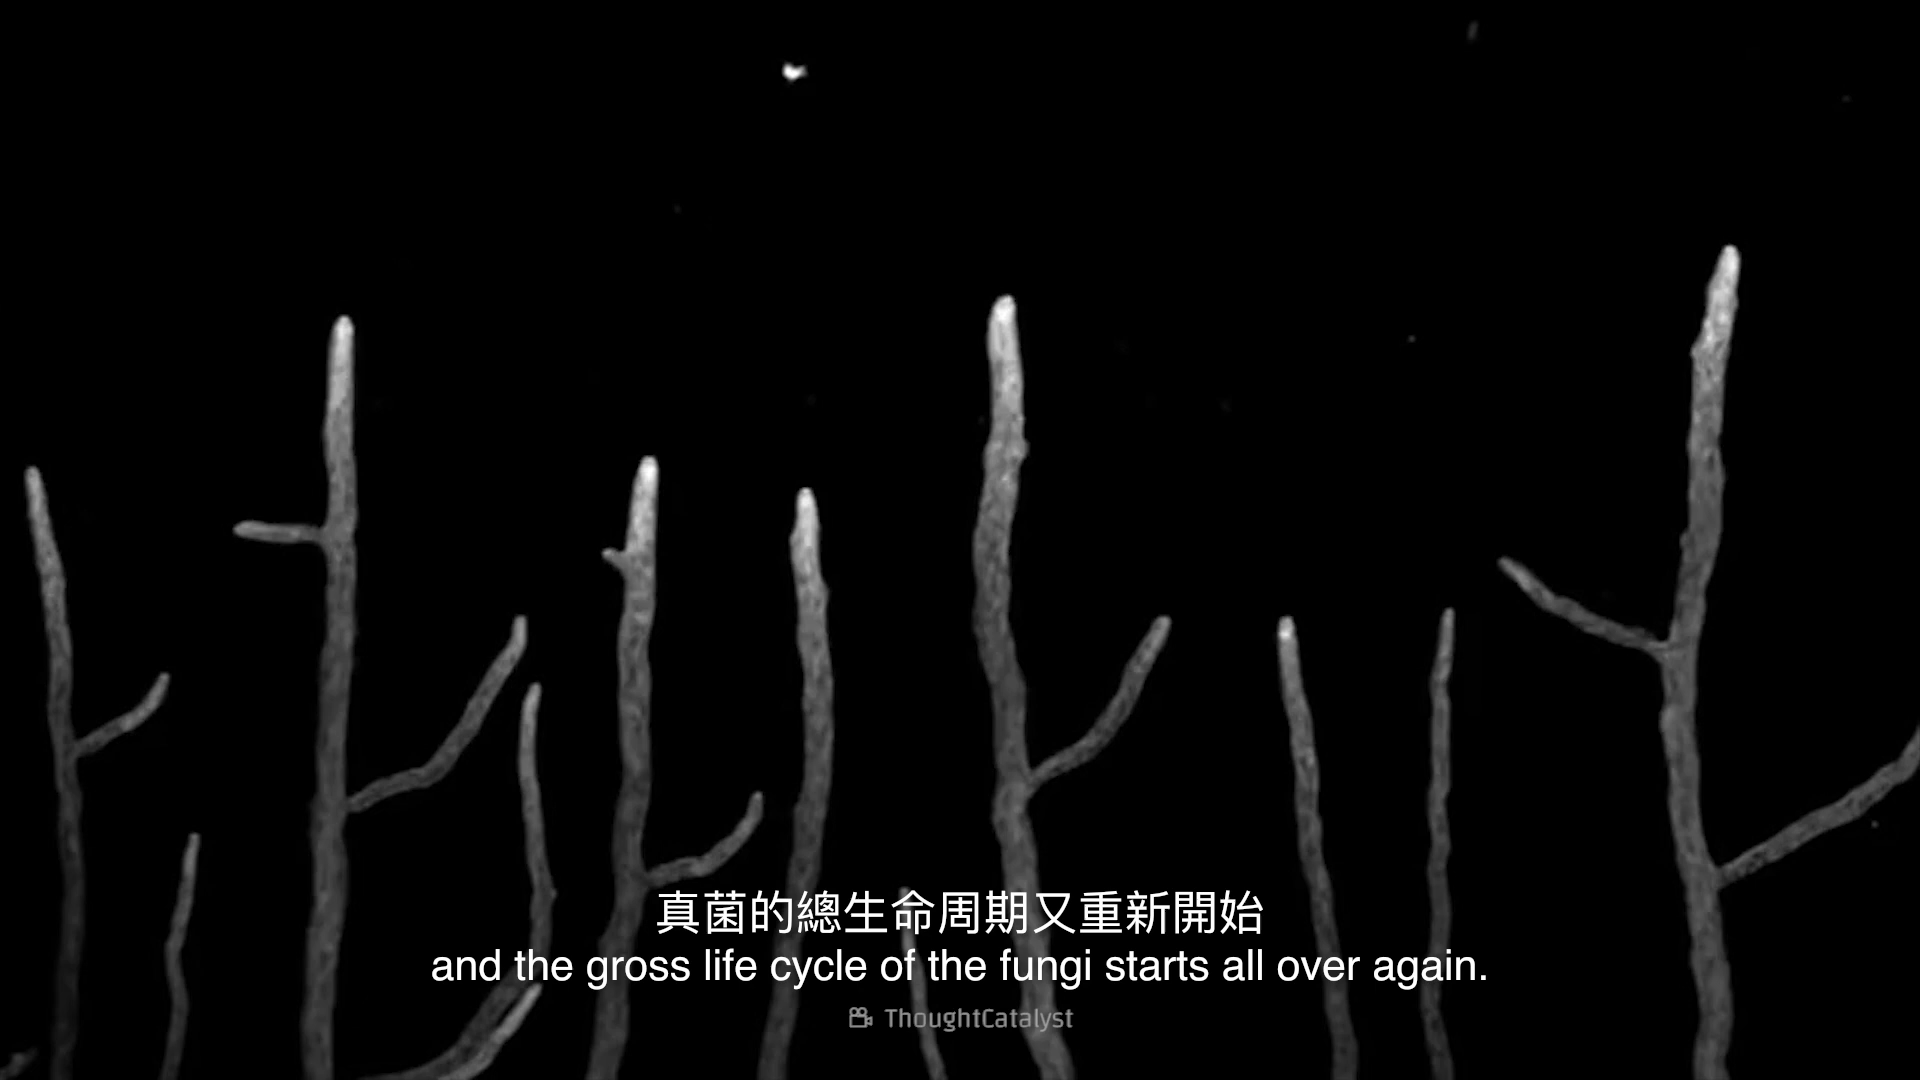 真菌的總生命周期又重新開始
and the gross life cycle of the fungi starts all over again.
ThoughtCatalyst